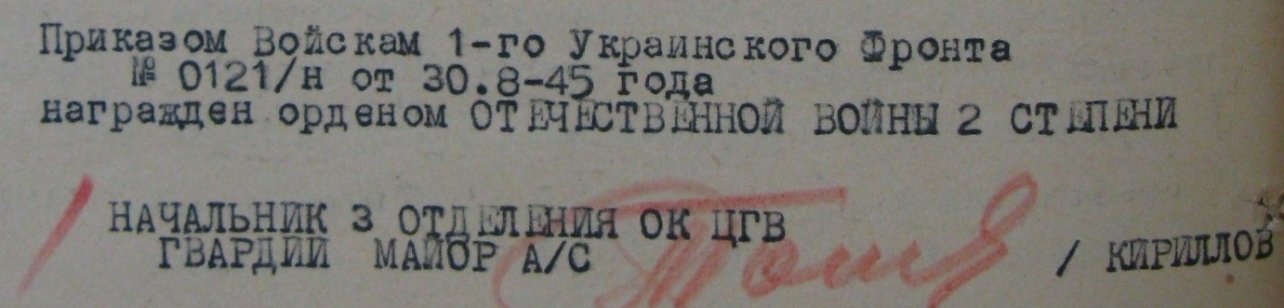 Приказом Войскам 1-го Украинского Фронта
№ 0121/н от 30.8-45 года
награжден орденом ОТЕЧЕСТВЕННОЙ ВОЙНЫ 2 СТЕПЕНИ
НАЧАЛЬНИК 3 ОТДЕЛЕНИЯ ОК ЦГВ
ГВАРДИИ МАЙОР А/С / КИРИЛЛОВ